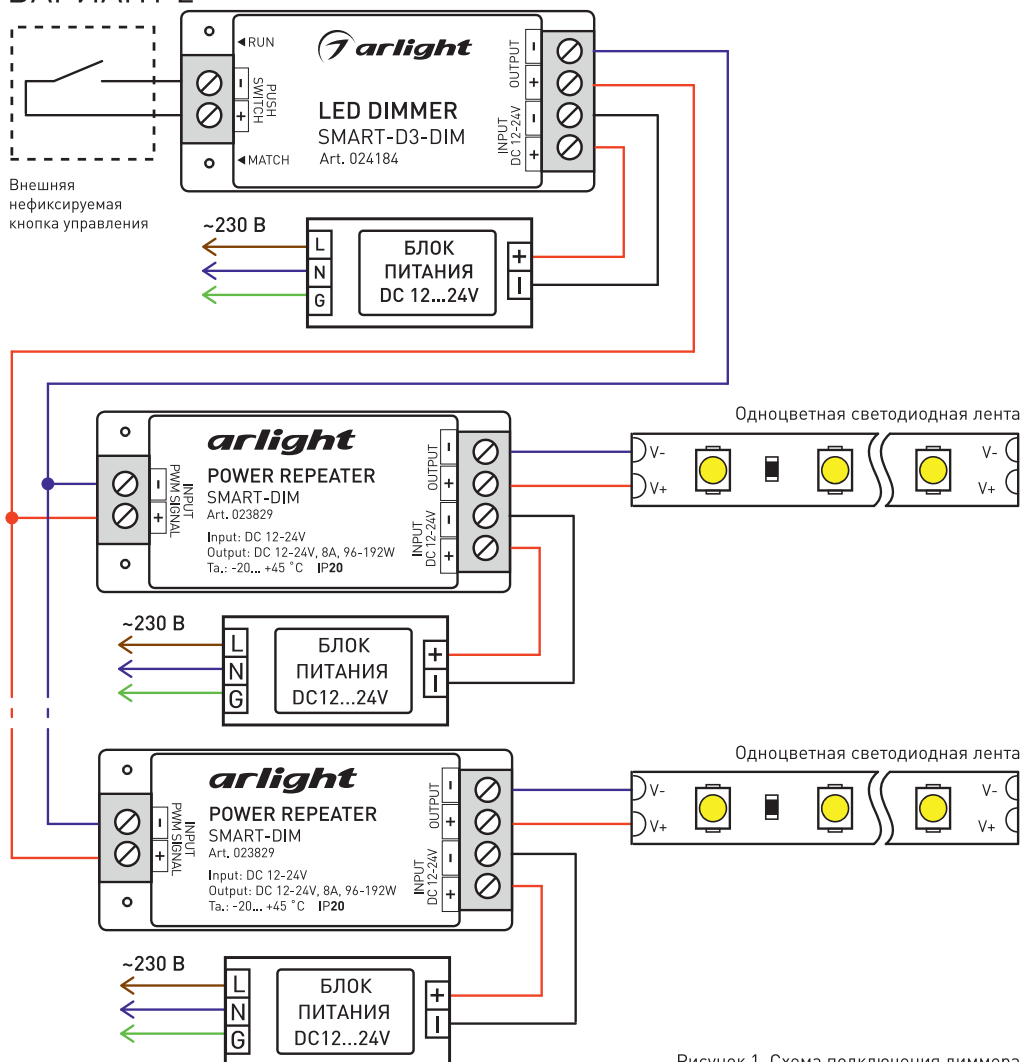 ВАРИАНТ 2
◄RUN
arlight
LED DIMMER
SMART-D3-DIM
Art. 024184
◄MATCH
-
+
PUSH
SWITCH
OUTPUT
-
+
INPUT
DC 12-24V
-
+
Внешняя
нефиксируемая
кнопка управления
~230 В
L
N
G
БЛОК
ПИТАНИЯ
DC 12...24V
+
-
Одноцветная светодиодная лента
V-
V+
V-
V+
INPUT
PWM SIGNAL
-
+
arlight
POWER REPEATER
SMART-DIM
Art. 023829
Input: DC 12-24V
Output: DC 12-24V, 8A, 96-192W
Ta.: -20... +45 °C IP20
OUTPUT
-
+
INPUT
DC 12-24V
-
+
~230 В
L
N
G
БЛОК
ПИТАНИЯ
DC12...24V
+
-
Одноцветная светодиодная лента
V-
V+
V-
V+
INPUT
PWM SIGNAL
-
+
arlight
POWER REPEATER
SMART-DIM
Art. 023829
Input: DC 12-24V
Output: DC 12-24V, 8A, 96-192W
Ta.: -20... +45 °C IP20
OUTPUT
-
+
INPUT
DC 12-24V
-
+
~230 В
L
N
G
БЛОК
ПИТАНИЯ
DC12...24V
+
-
Рисунок 1. Схема подключения диммера